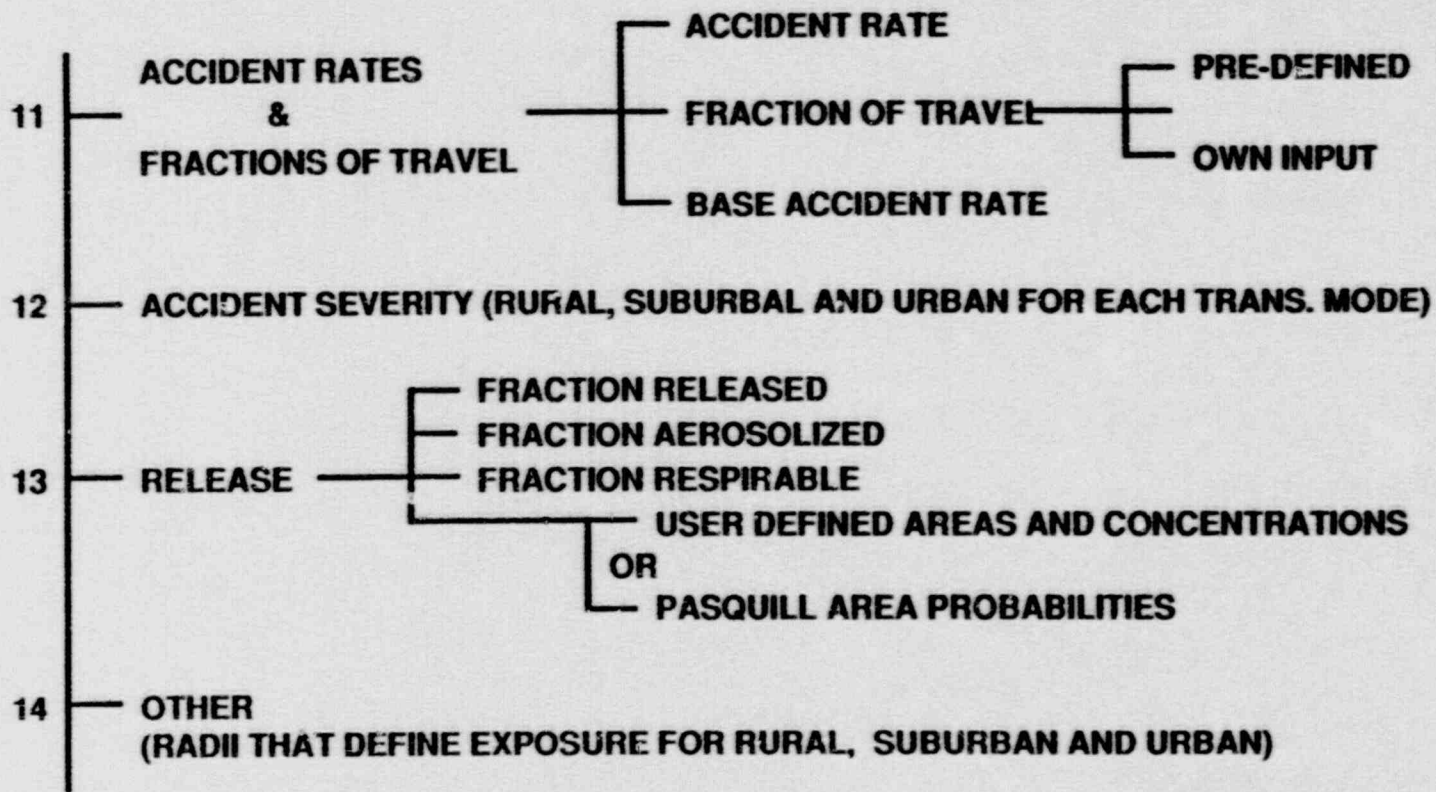 ACCIDENT RATE
ACCIDENT RATES
PRE-DEFINED
11
&
FRACTION OF TRAVEL
FRACTIONS OF TRAVEL
OWN INPUT
BASE ACCIDENT RATE
12 ACCIDENT SEVERITY (RURAL, SUBURBAL AND URBAN FOR EACH TRANS. MODE)
FRACTION RELEASED
FRACTION AEROSOLIZED
13 RELEASE FRACTION RESPIRABLE
USER DEFINED AREAS AND CONCENTRATIONS
OR
PASQUILL AREA PROBABILITIES
14 OTHER
(RADII THAT DEFINE EXPOSURE FOR RURAL, SUBURBAN AND URBAN)